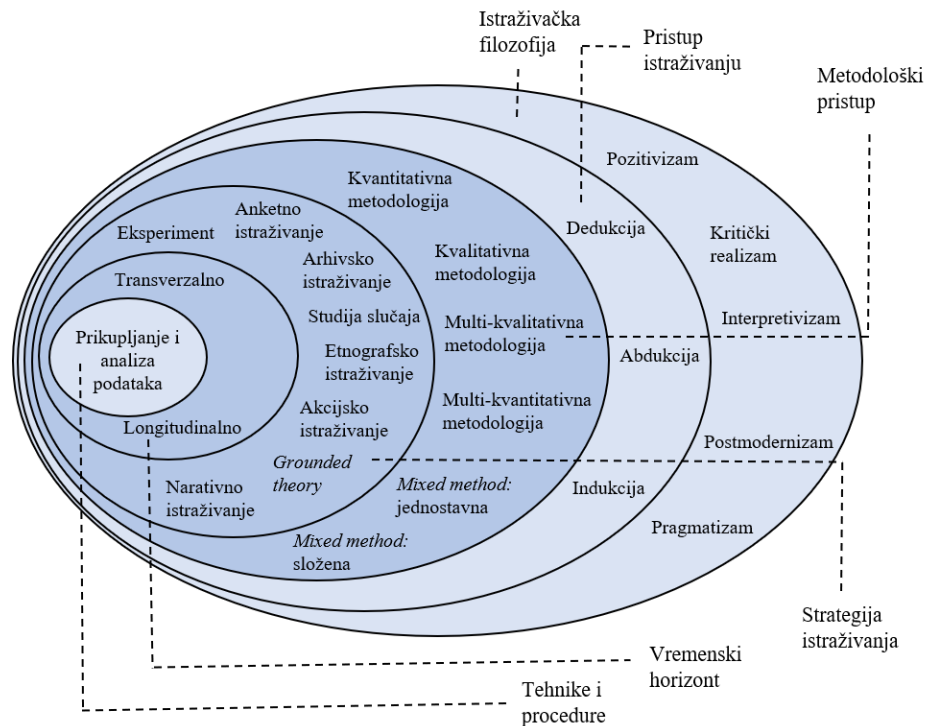 Istraživačka
filozofija
Pristup
istraživanju
Metodološki
pristup
Pozitivizam
Kritički
realizam
Interpretivizam
Postmodernizam
Pragmatizam
Dedukcija
Abdukcija
Indukcija
Kvantitativna
metodologija
Kvalitativna
metodologija
Multi-kvalitativna
metodologija
Multi-kvantitativna
metodologija
Mixed method:
jednostavna
Mixed method:
složena
Eksperiment
Anketno
istraživanje
Arhivsko
istraživanje
Studija slučaja
Etnografsko
istraživanje
Akcijsko
istraživanje
Grounded
theory
Narativno
istraživanje
Transverzalno
Longitudinalno
Prikupljanje i
analiza
podataka
Strategija
istraživanja
Vremenski
horizont
Tehnike i
procedure